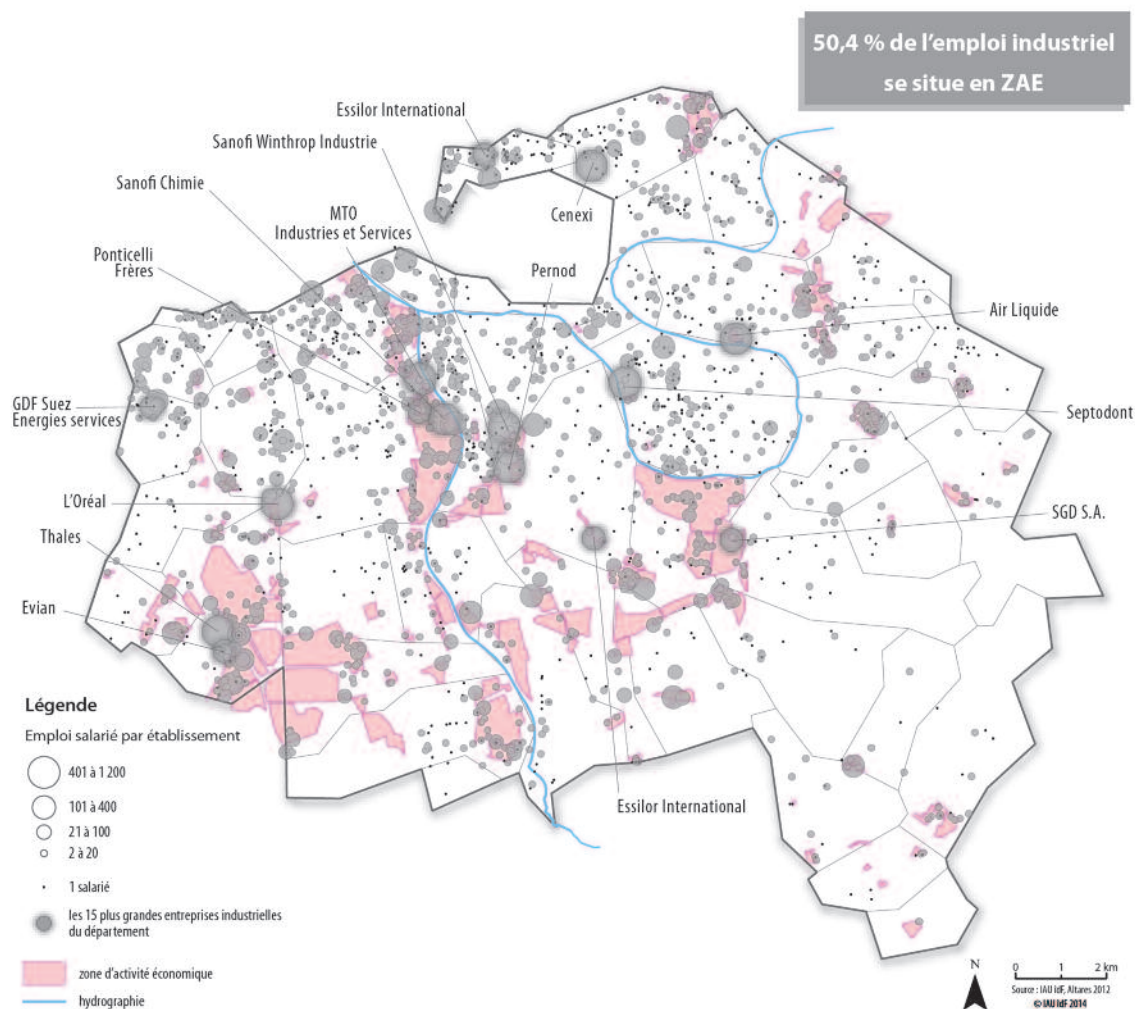 50,4 % de l'emploi industriel
se situe en ZAE
Essilor International
Sanofi Winthrop Industrie
Sanofi Chimie
MTO
Industries et Services
Cenexi
Ponticelli
Frères
Pernod
Air Liquide
GDF Suez
Energies services
Septodont
L'Oréal
SGD S.A.
Thales
Evian
Essilor International
Légende
Emploi salarié par établissement
401 à 1 200
101 à 400
21 à 100
2 à 20
1 salarié
les 15 plus grandes entreprises industrielles
du département
zone d'activité économique
hydrographie
N
0 1 2 km
Source : IAU IdF, Altares 2012
© IAU IdF 2014